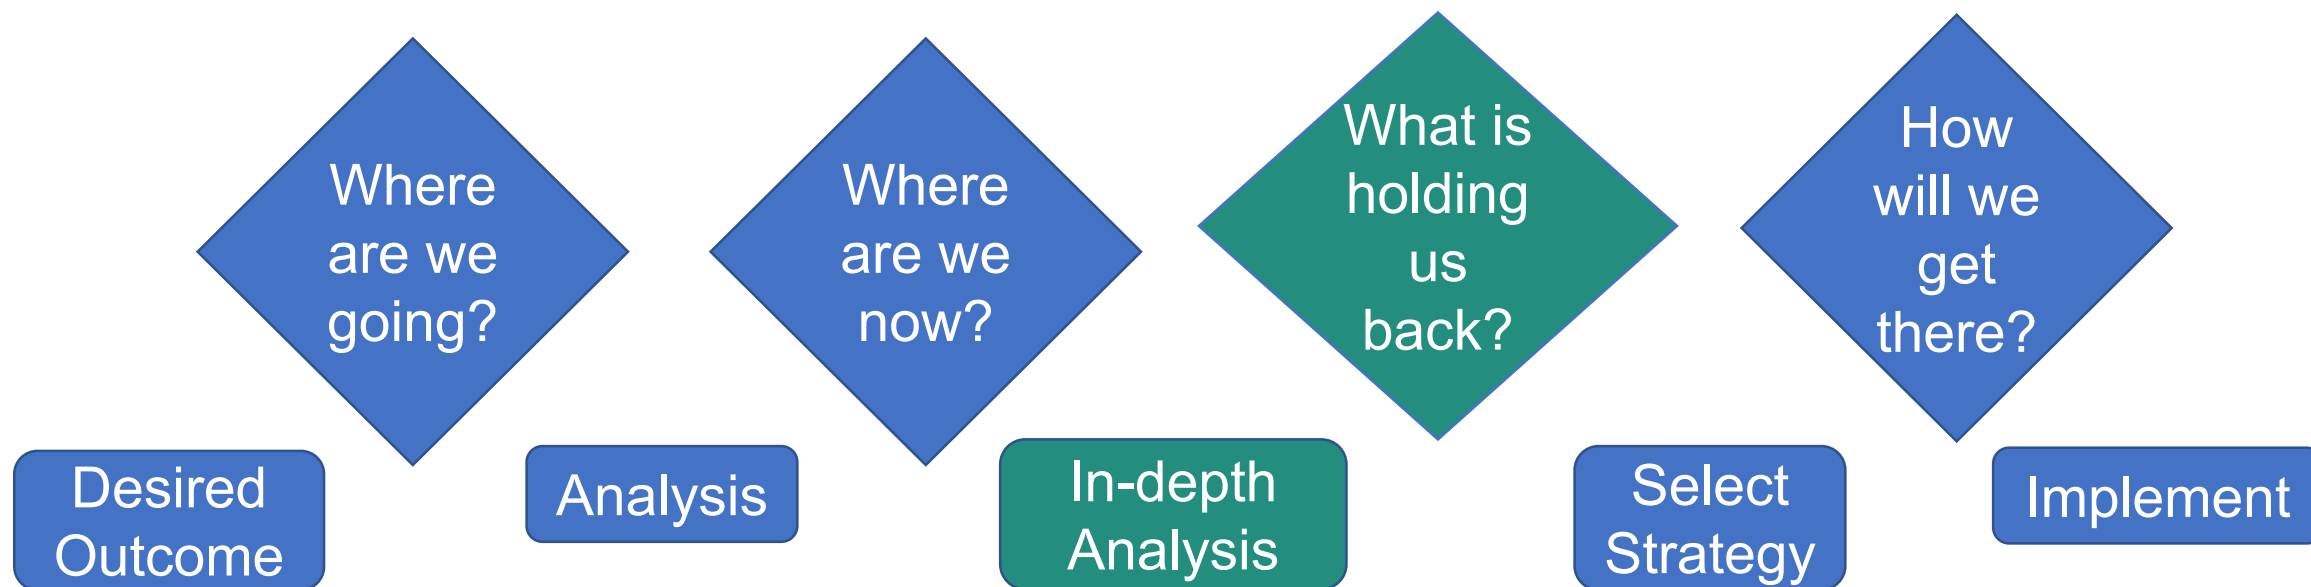 Where
are we
going?
Where
are we
now?
What is
holding
us
back?
How
will we
get
there?
Desired
Outcome
Analysis
In-depth
Analysis
Select
Strategy
Implement